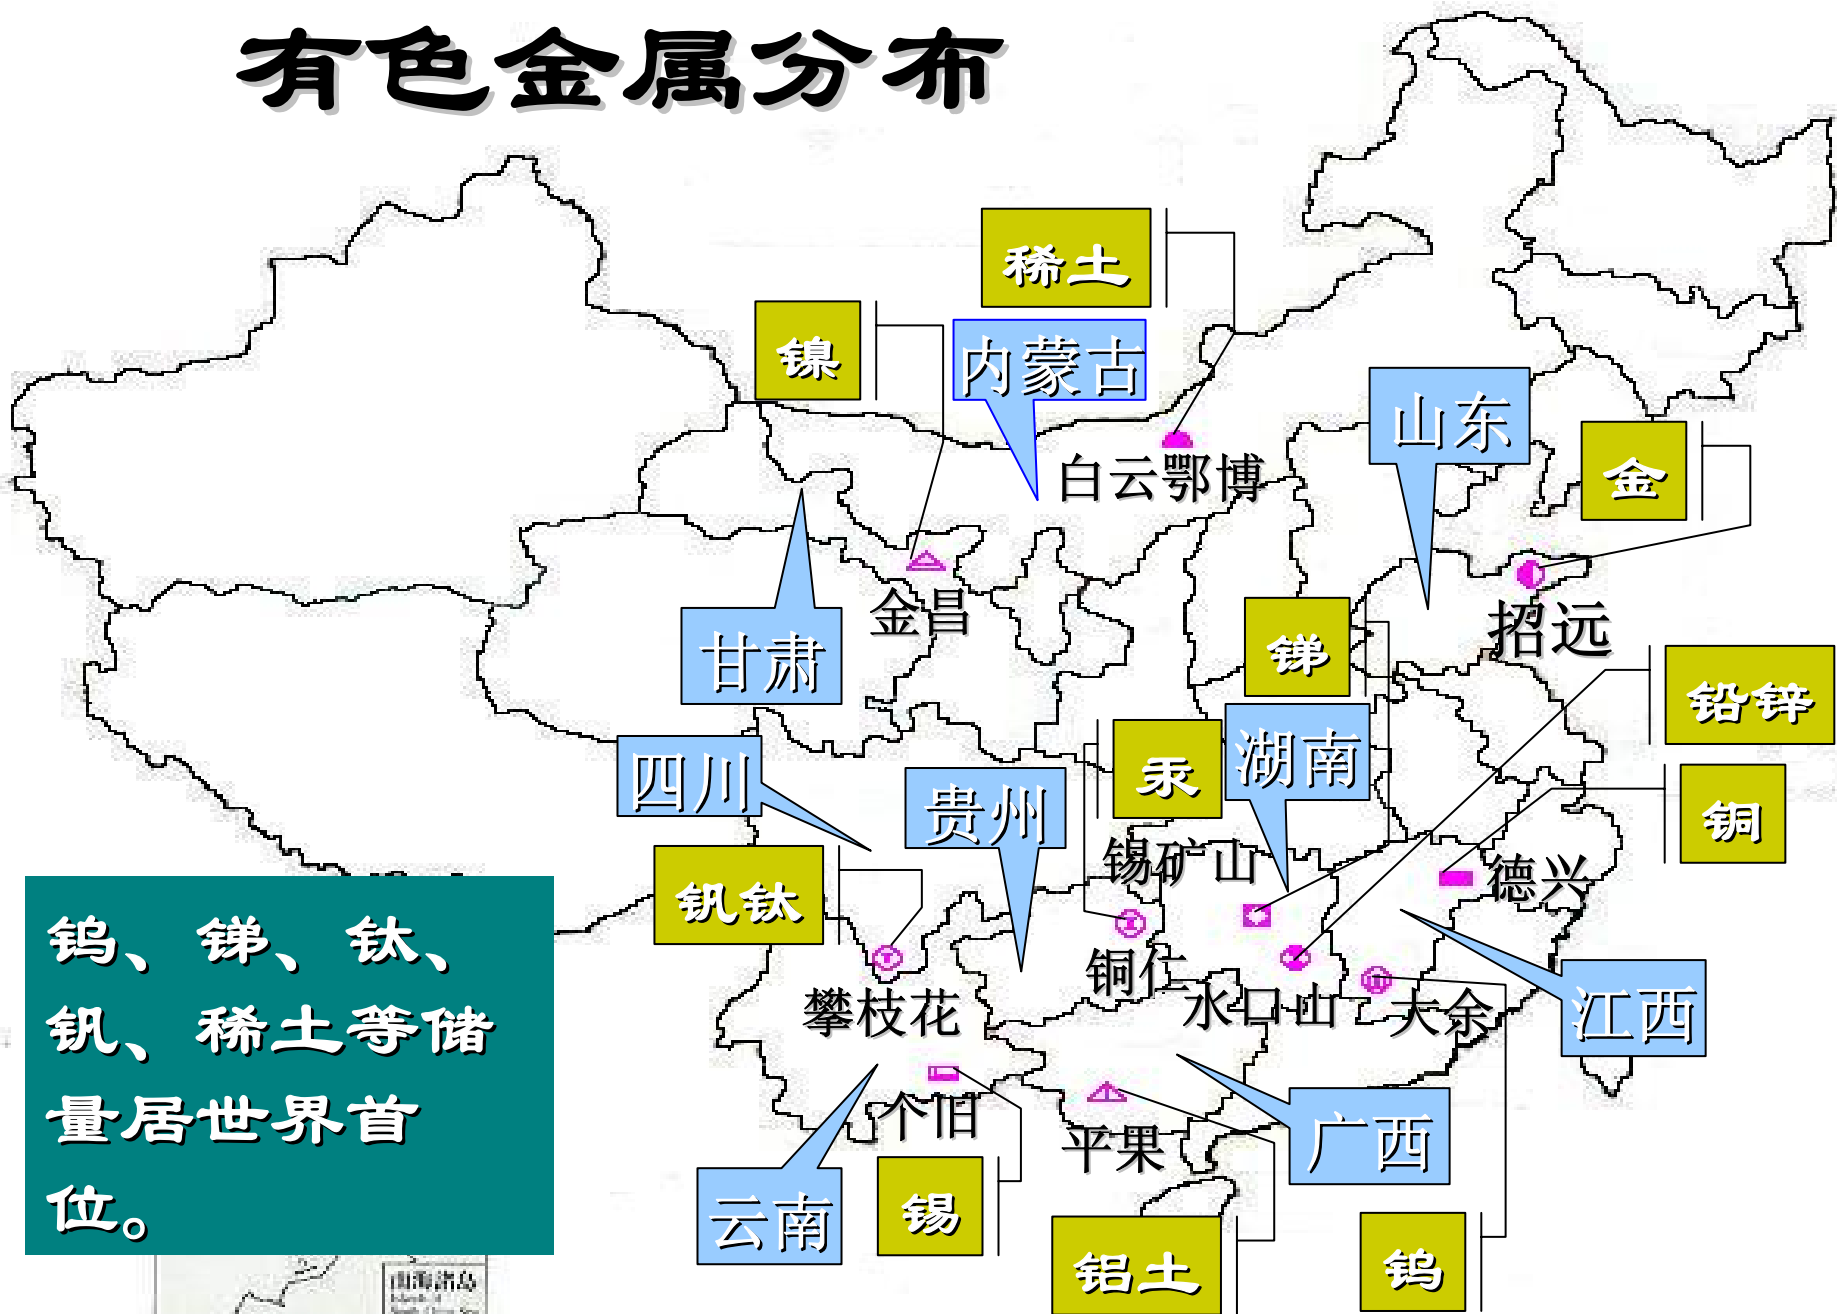 有色金属分布
稀土
镍
内蒙古
山东
金
白云鄂博
金昌
招远
甘肃
锑
铅锌
四川
贵州
汞
湖南
铜
锡矿山
德兴
钒钛
铜仁
水口山
大余
江西
攀枝花
个旧
平果
广西
云南
锡
铝土
钨
钨、锑、钛、
钒、稀土等储
量居世界首
位。
南海諸島